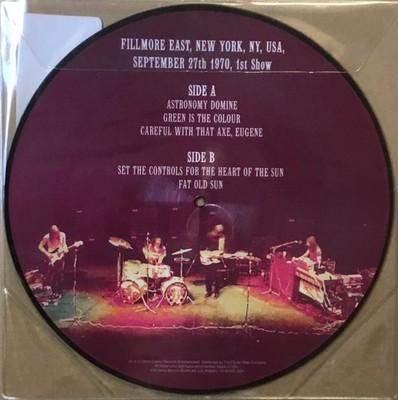 FILLMORE EAST, NEW YORK, NY, USA,
SEPTEMBER 27th 1970, 1st Show
SIDE A
ASTRONOMY DOMINE
GREEN IS THE COLOUR
CAREFUL WITH THAT AXE, EUGENE
SIDE B
SET THE CONTROLS FOR THE HEART OF THE SUN
FAT OLD SUN